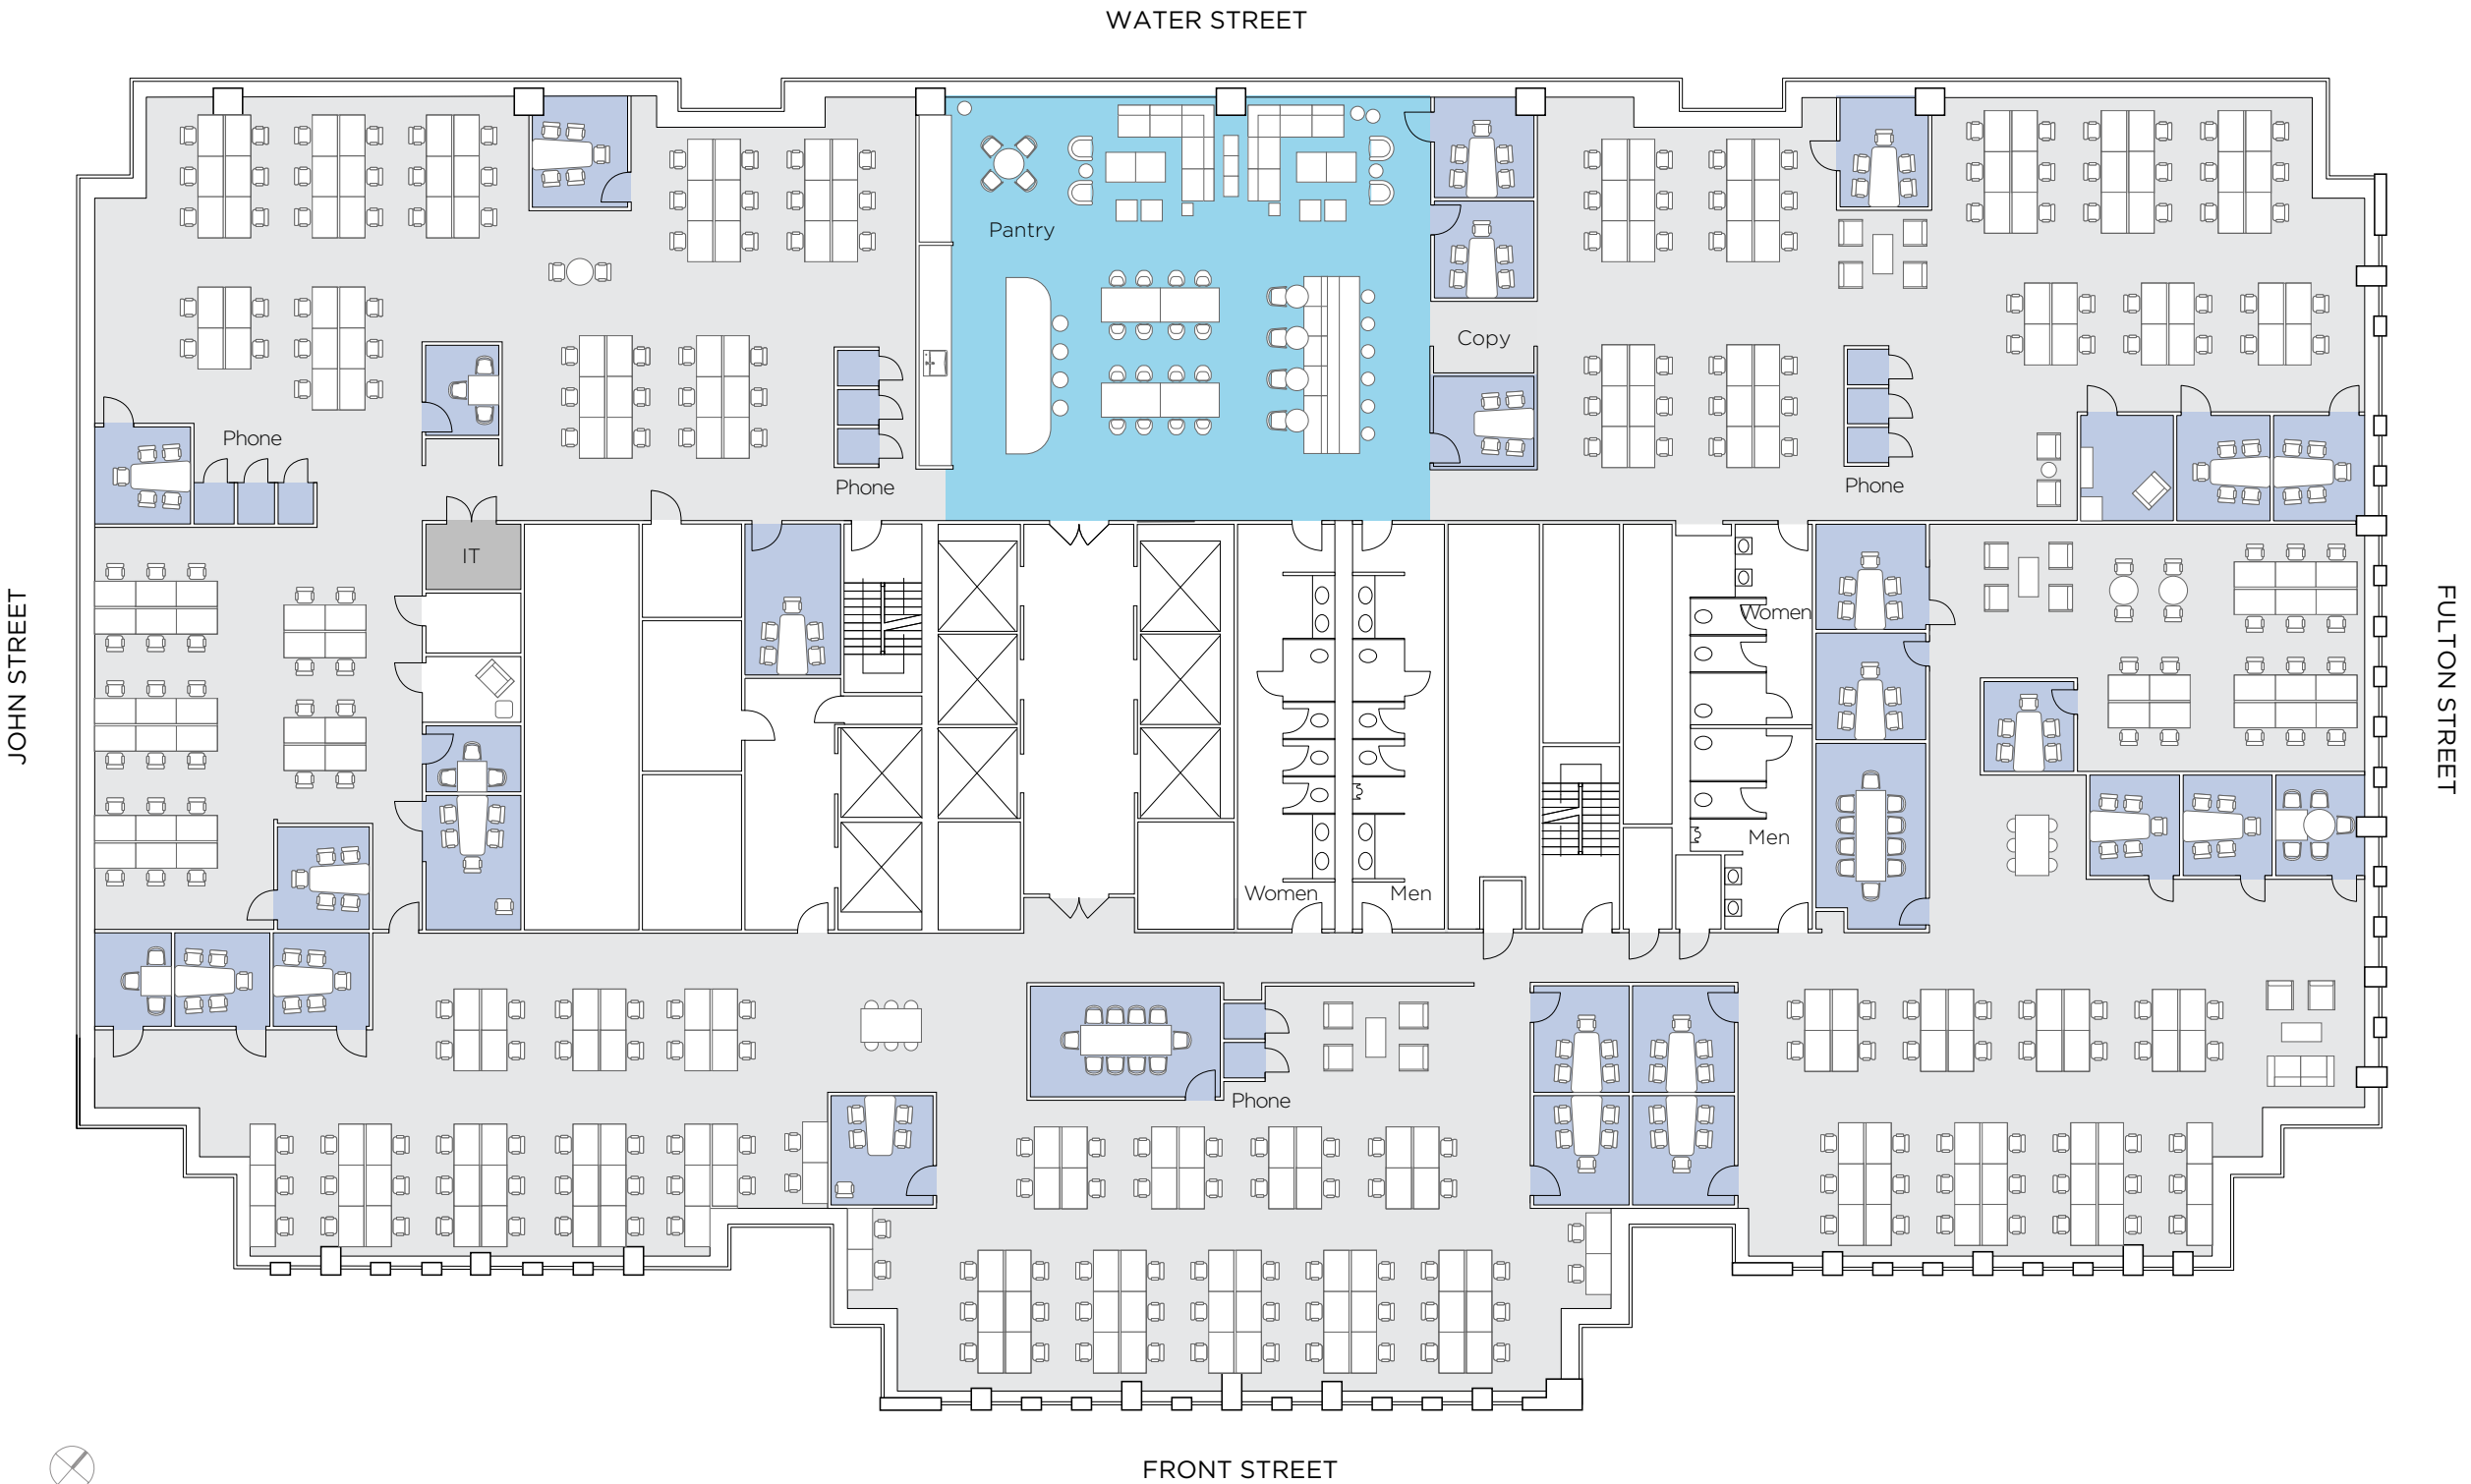 WATER STREET
Pantry
Copy
Phone
Phone
Phone
IT
JOHN STREET
Women
FULTON STREET
Men
Women
Men
Phone
FRONT STREET